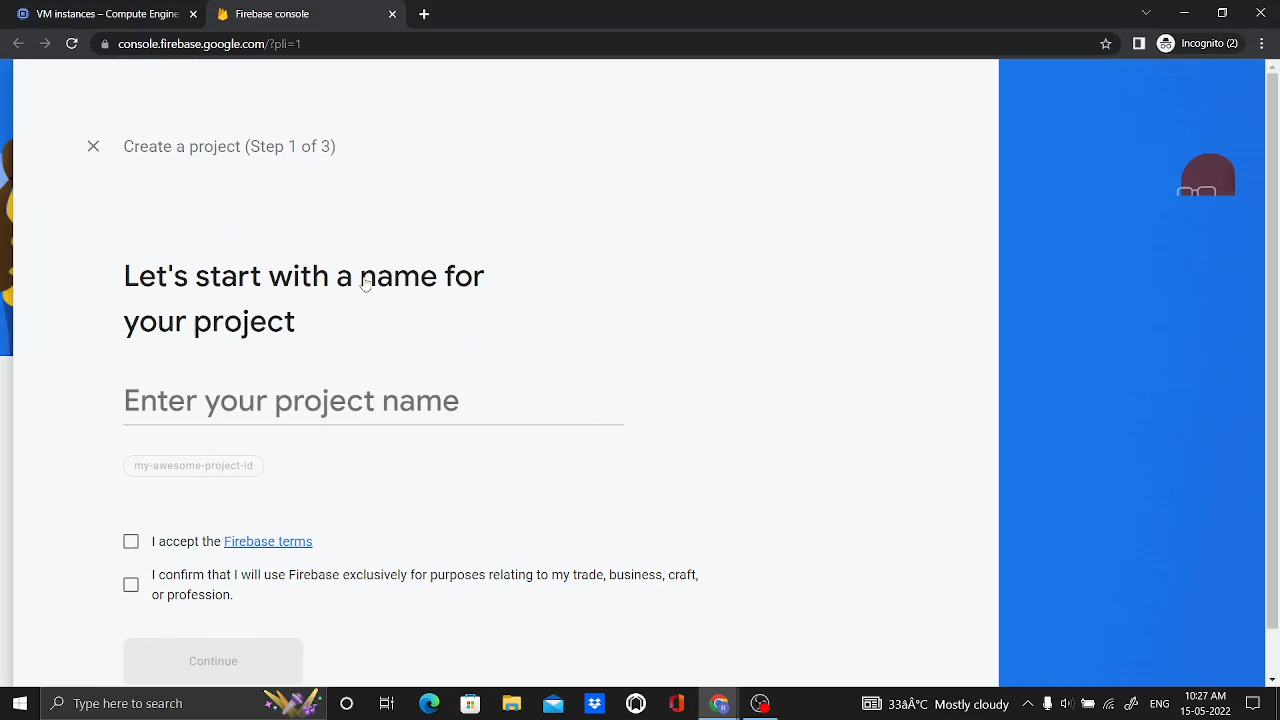 VM instances – Compute Engine
Firebase console
console.firebase.google.com/?pli=1
Incognito (2)
Create a project (Step 1 of 3)
Let's start with a name for
your project
Enter your project name
my-awesome-project-id
I accept the Firebase terms
I confirm that I will use Firebase exclusively for purposes relating to my trade, business, craft,
or profession.
Continue
Type here to search
338Â°C Mostly cloudy
ENG
10:27 AM
15-05-2022